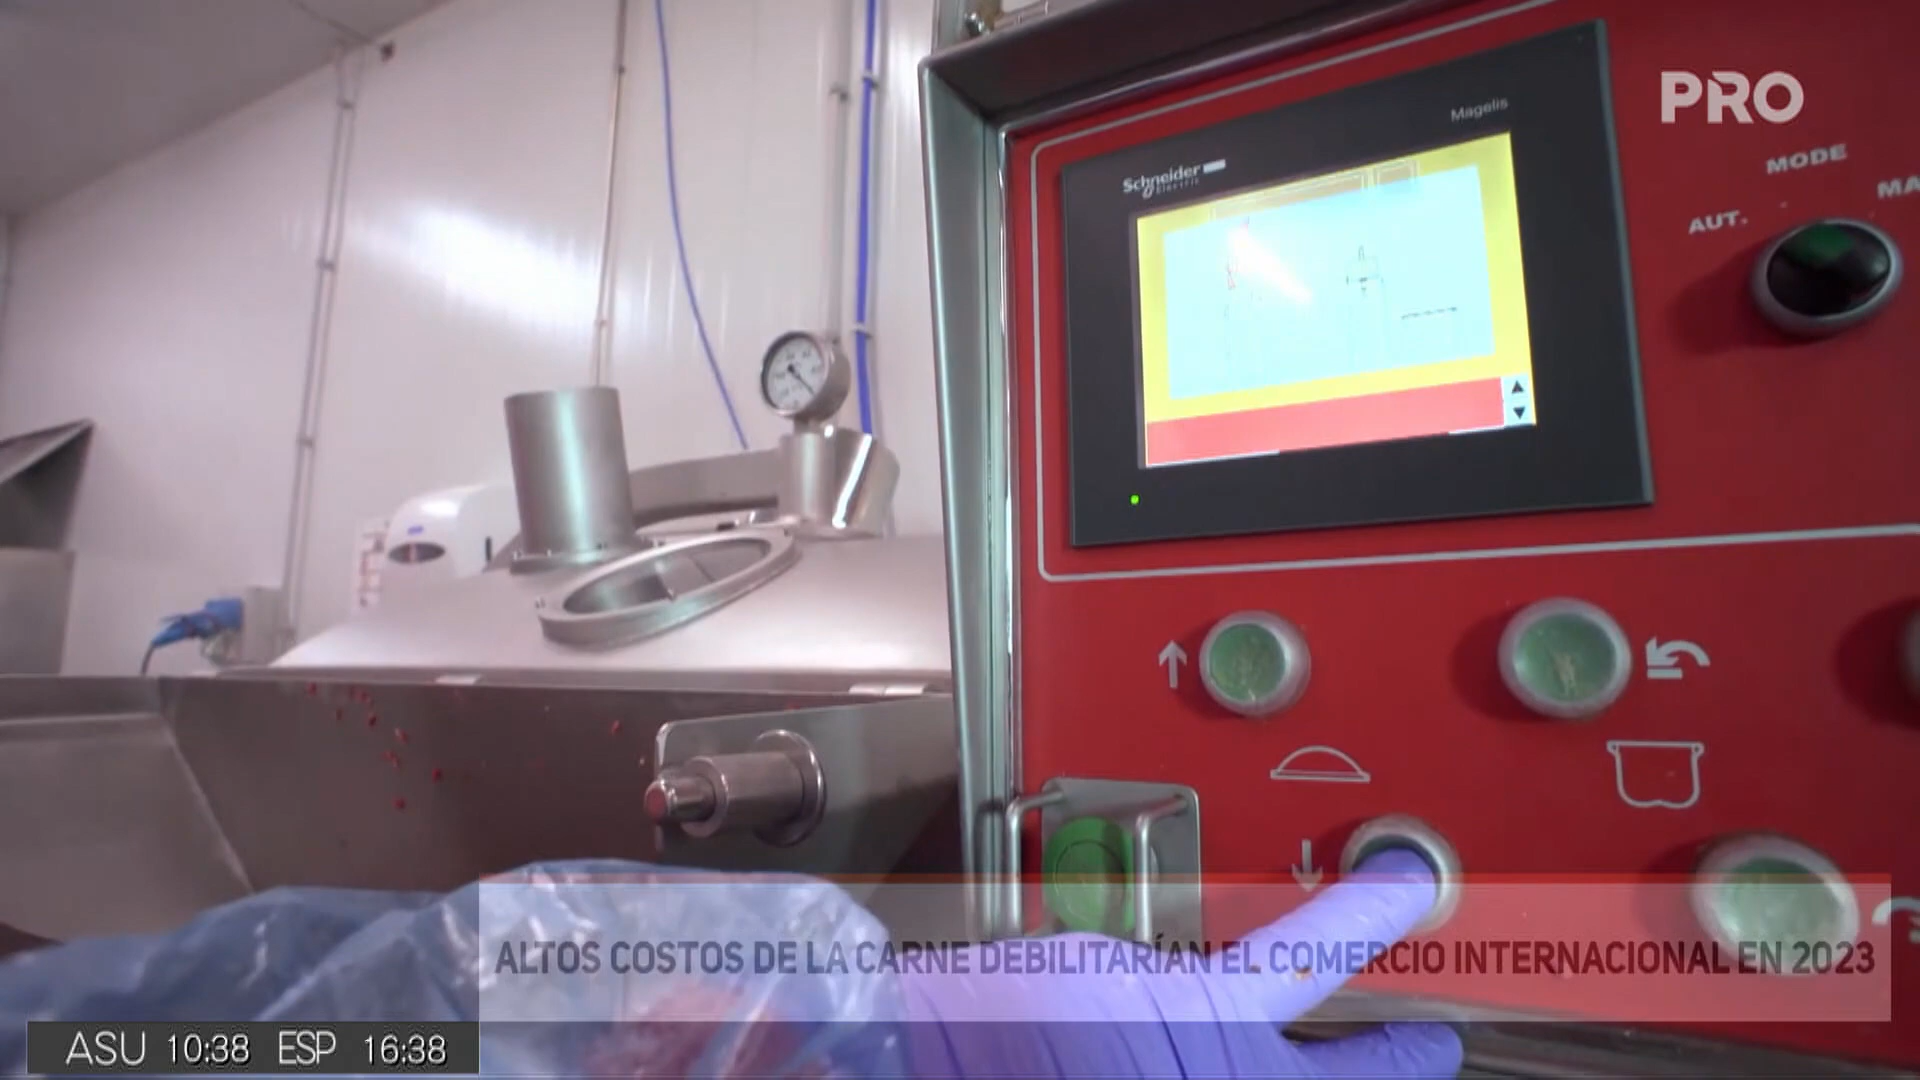 PRO
Magelis
Schneider
Electric
MODE
AUT.
MA
ALTOS COSTOS DE LA CARNE DEBILITARÍAN EL COMERCIO INTERNACIONAL EN 2023
ASU 10:38 ESP 16:38